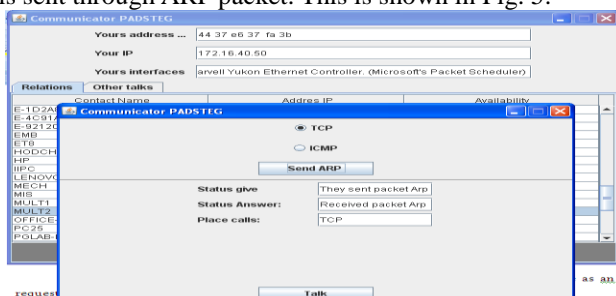 is sent through ARP packet. This is shown in Fig. 5.
Communicator PADSTEG
Yours address ... 44 37 e6 37 fa 3b
Your IP 172.16.40.50
Yours interfaces arvell Yukon Ethernet Controller. (Microsoft's Packet Scheduler)
Relations Other talks
Contact Name Addres IP Availability
E-1D2A
E-4C91
E-9212C
EMB
ET8
HODCH
HP
IIPC
LENOVO
MECH
MIS
MULT1
MULT2
OFFICE-
PC25
PGLAB-
Communicator PADSTEG
TCP
ICMP
Send ARP
Status give They sent packet Arp
Status Answer: Received packet Arp
Place calls: TCP
Talk
as an
request